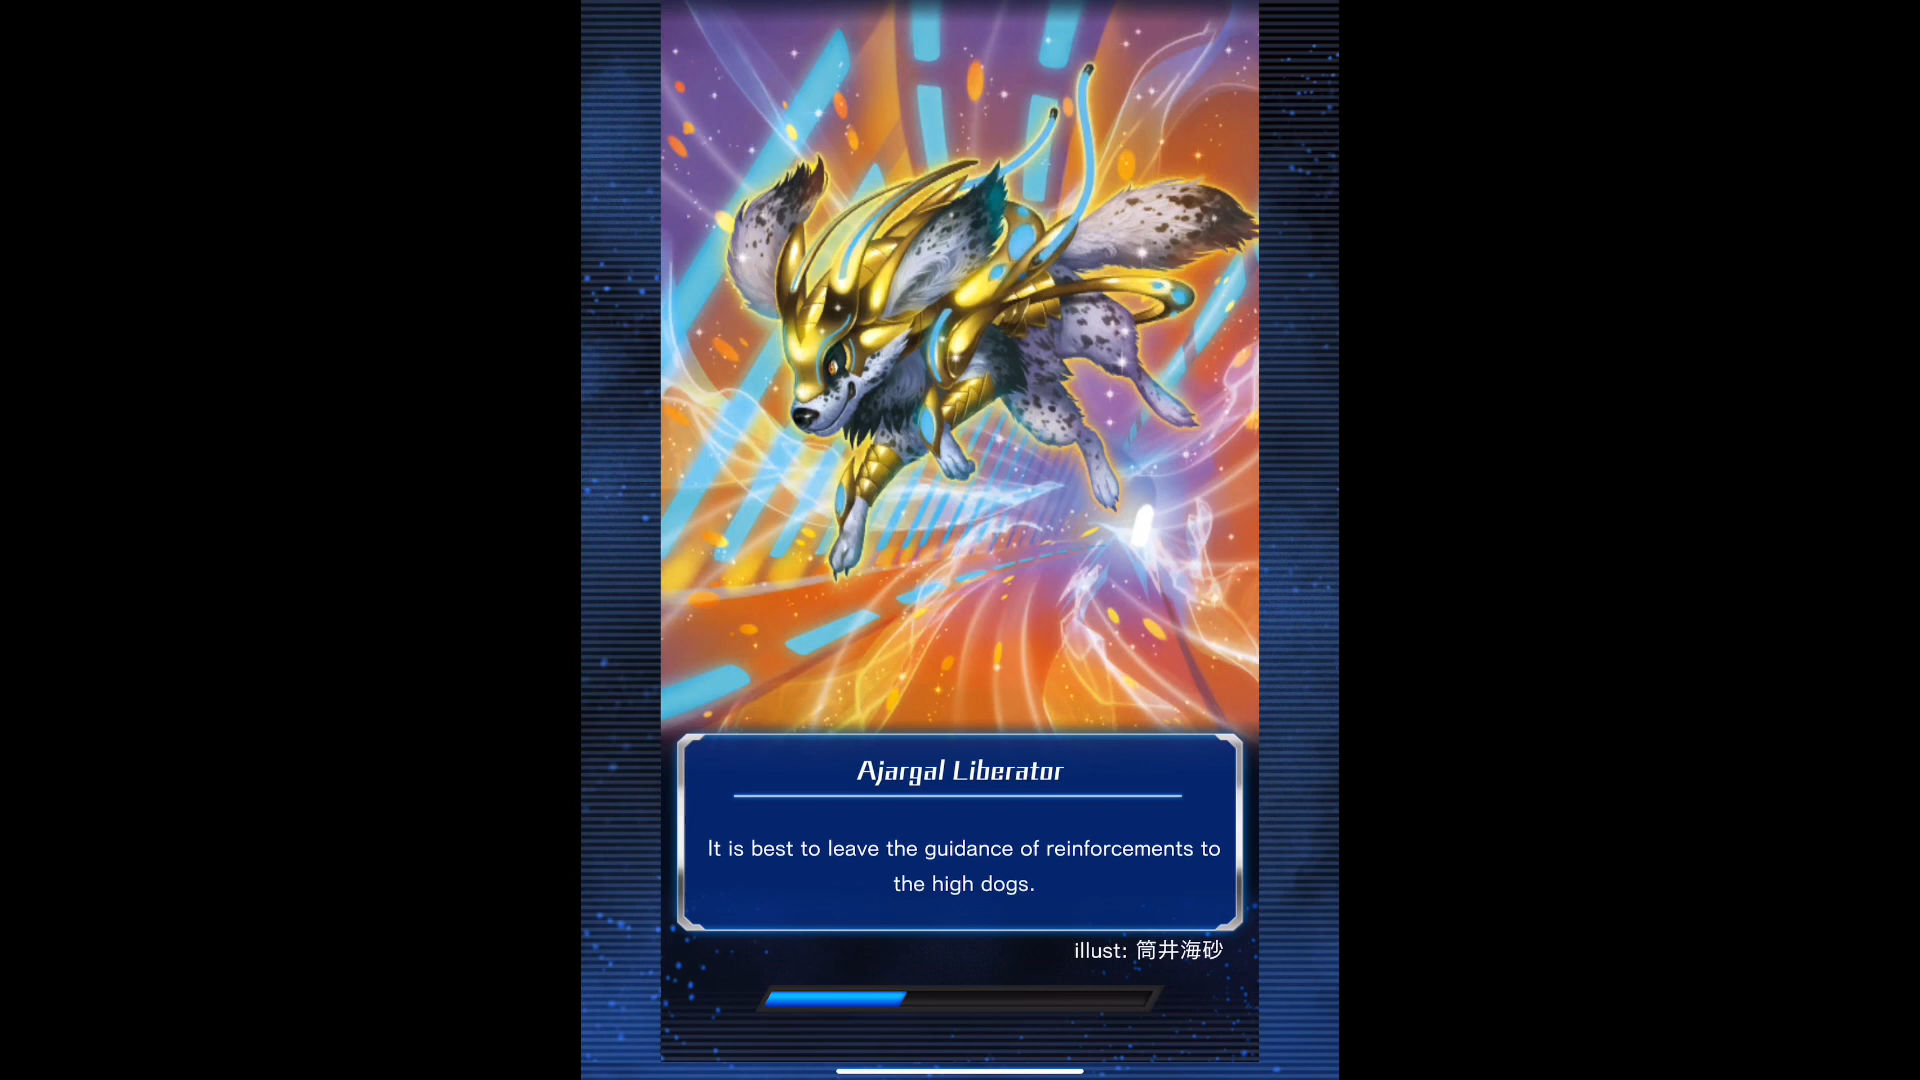 Ajargal Liberator
It is best to leave the guidance of reinforcements to
the high dogs.
illust: 筒井海砂